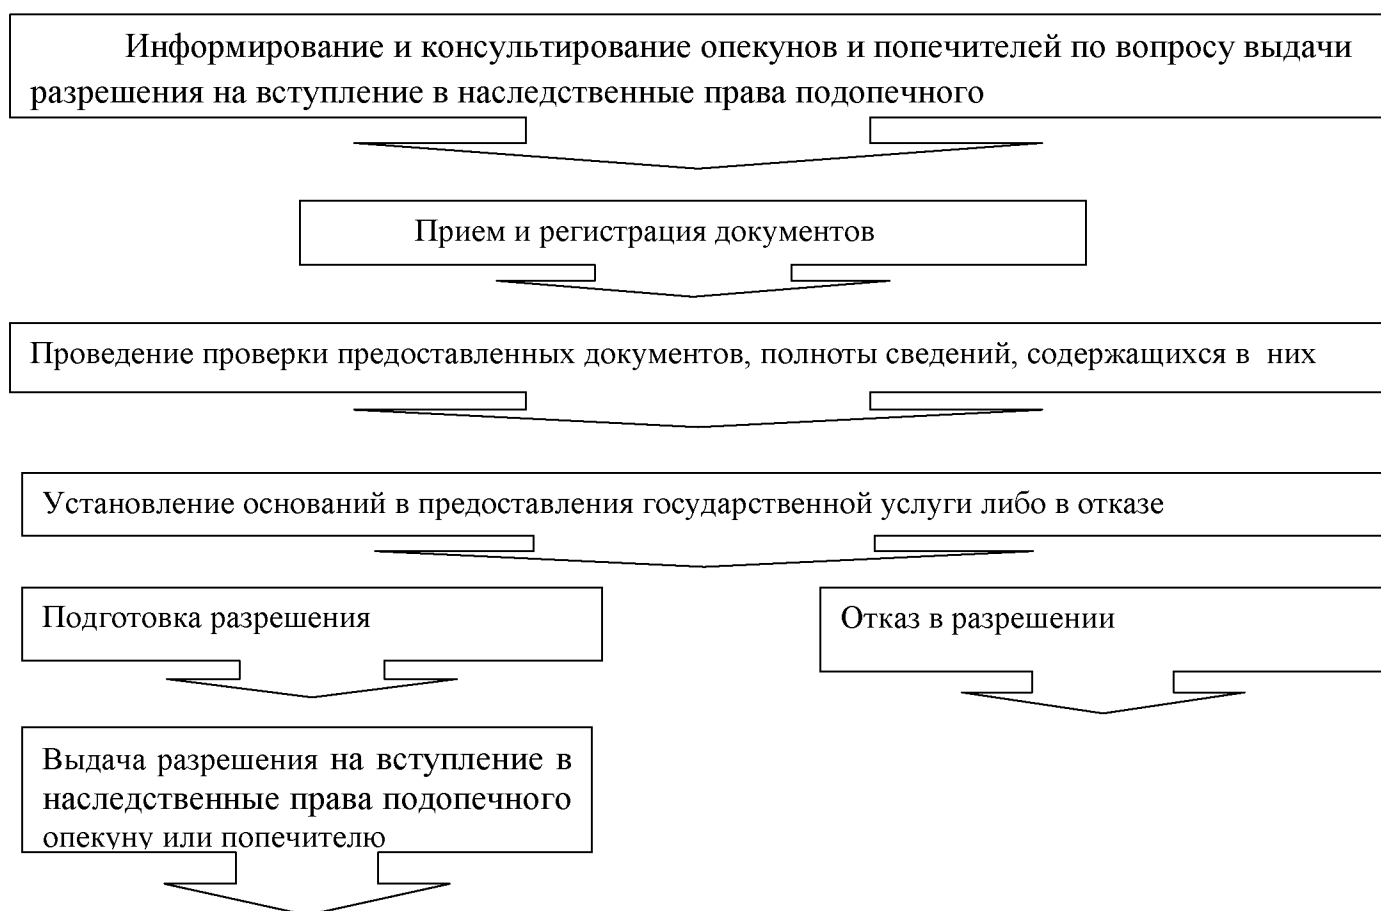 Информирование и консультирование опекунов и попечителей по вопросу выдачи
разрешения на вступление в наследственные права подопечного
Прием и регистрация документов
Проведение проверки предоставленных документов, полноты сведений, содержащихся в них
Установление оснований в предоставления государственной услуги либо в отказе
Подготовка разрешения
Отказ в разрешении
Выдача разрешения на вступление в
наследственные права подопечного
опекуну или попечителю